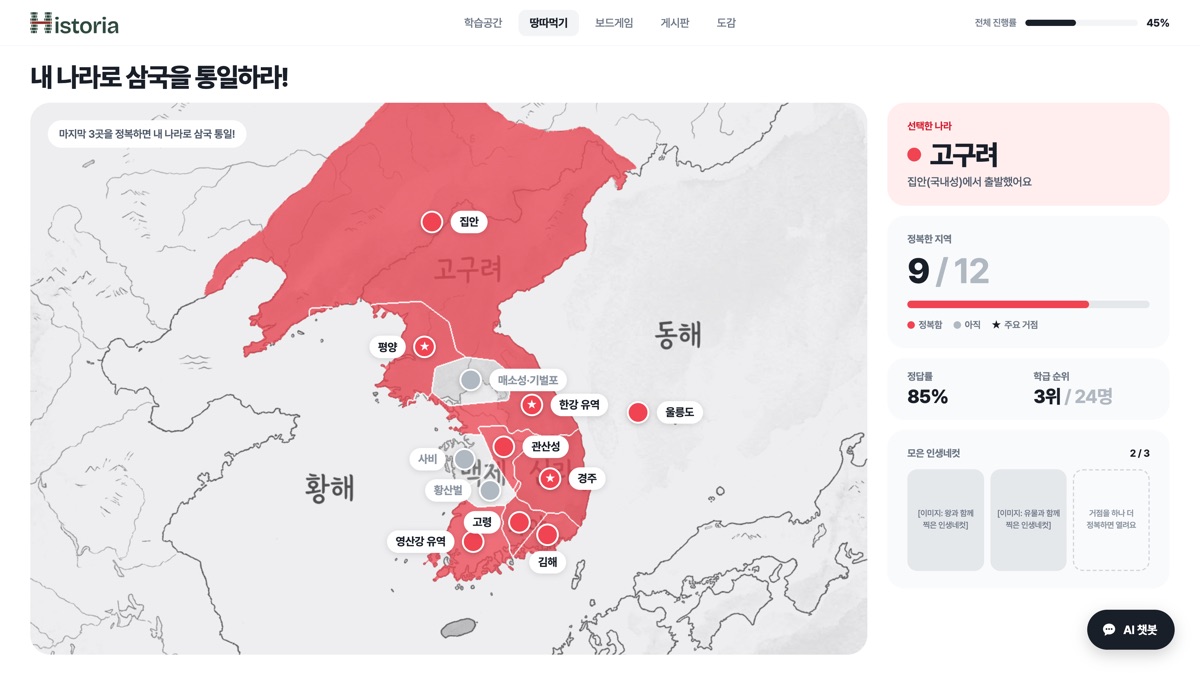 Historia
학습공간
땅따먹기
보드게임
게시판
도감
전체 진행률
45%
내 나라로 삼국을 통일하라!
마지막 3곳을 정복하면 내 나라로 삼국 통일!
집안
고구려
동해
평양
매소성·기벌포
한강 유역
울릉도
관산성
사비
백제
신라
경주
황산벌
황해
고령
영산강 유역
김해
선택한 나라
고구려
집안(국내성)에서 출발했어요
정복한 지역
9 / 12
정복함
아직
★ 주요 거점
정답률
85%
학급 순위
3위 / 24명
모은 인생네컷
2 / 3
[이미지: 왕과 함께
찍은 인생네컷]
[이미지: 유물과 함께
찍은 인생네컷]
거점을 하나 더
정복하면 열려요
AI 챗봇